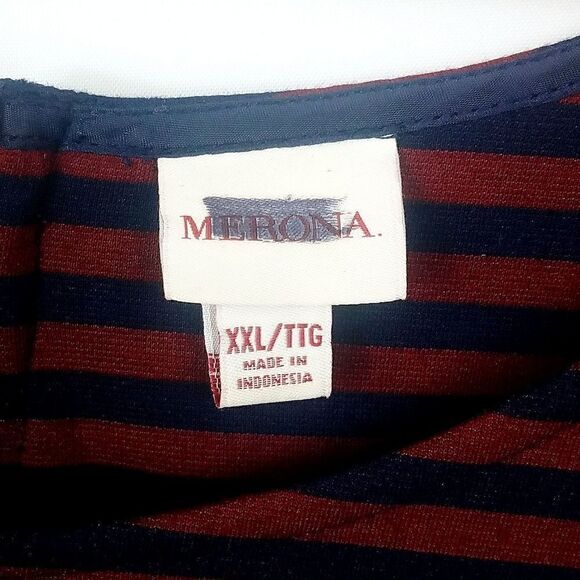 MERONA.
XXL/TTG
MADE IN
INDONESIA